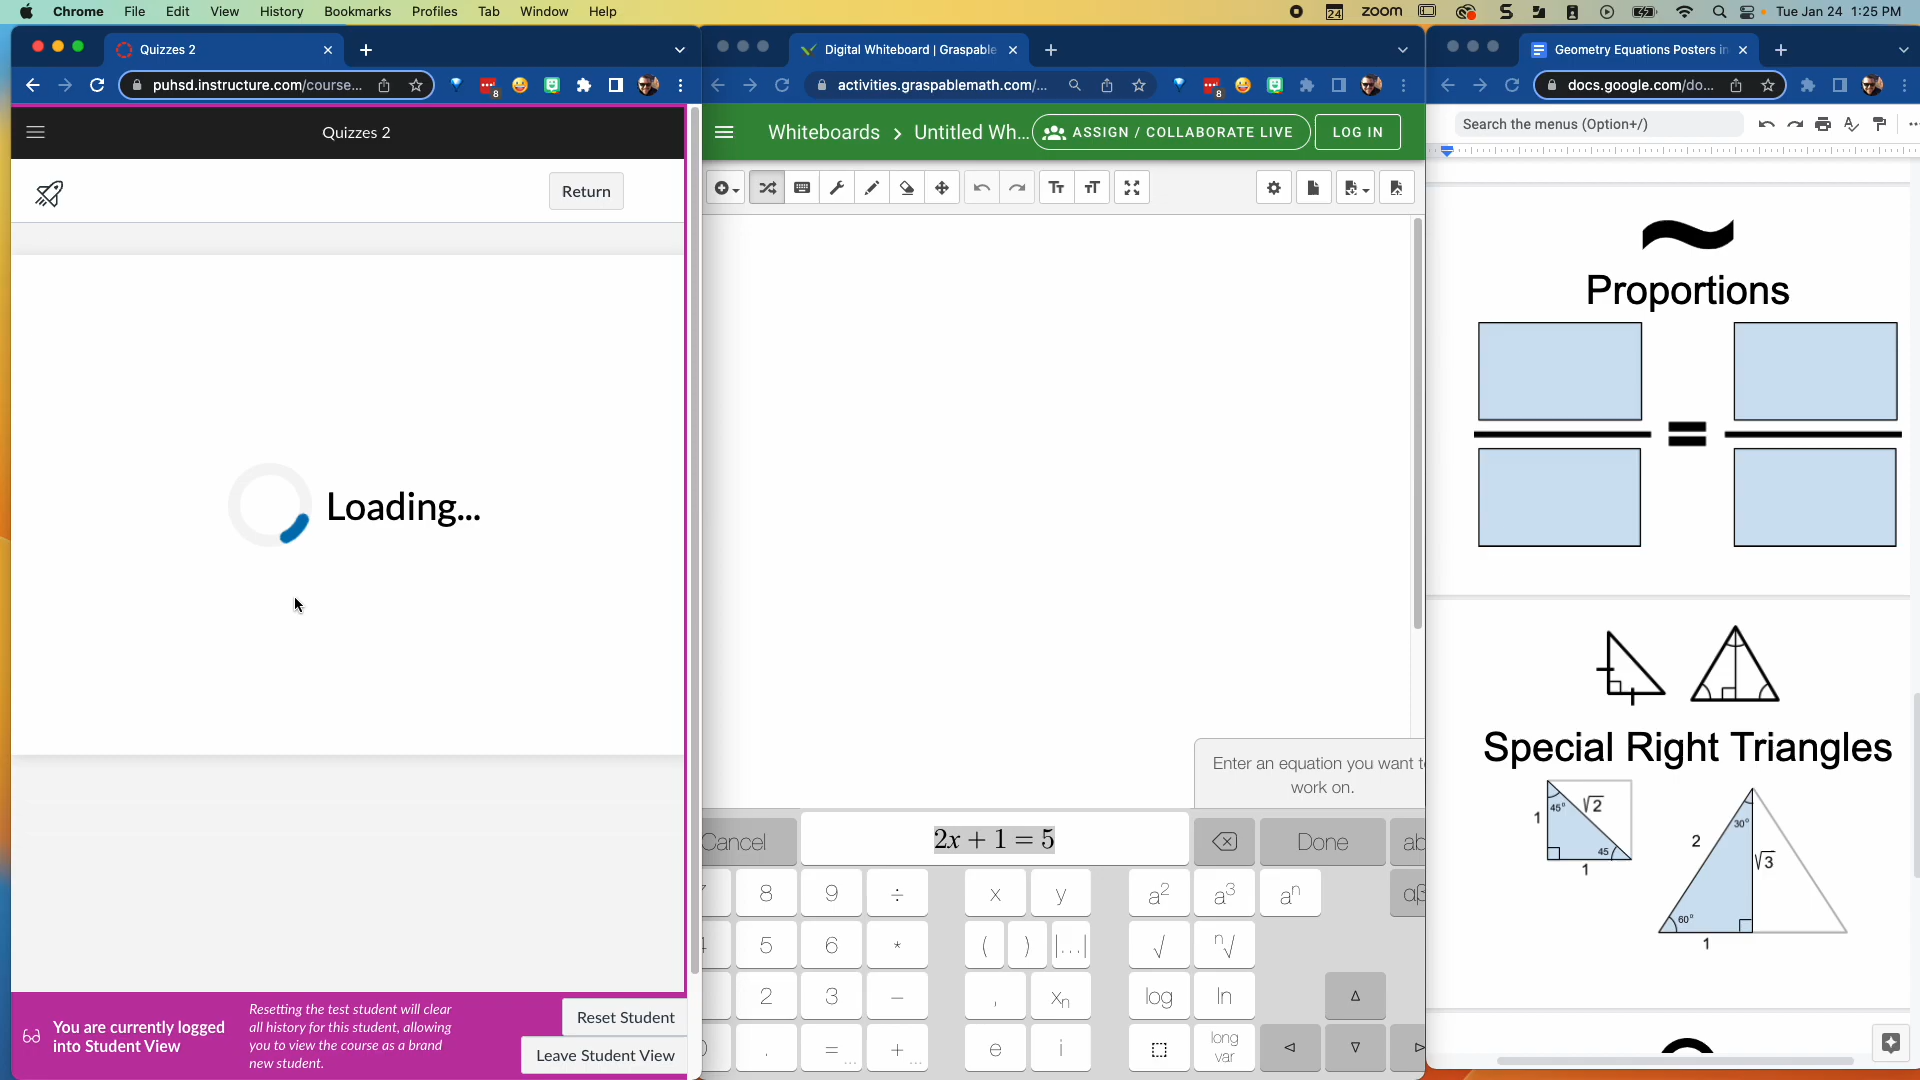 Chrome File Edit View History Bookmarks Profiles Tab Window Help
24 zoom Tue Jan 24 1:25 PM
Quizzes 2
puhsd.instructure.com/course...
8
Quizzes 2
Return
Loading...
You are currently logged
into Student View
Resetting the test student will clear
all history for this student, allowing
you to view the course as a brand
new student.
Reset Student
Leave Student View
Digital Whiteboard | Graspable
activities.graspablemath.com/...
8
Whiteboards > Untitled Wh...
ASSIGN / COLLABORATE LIVE
LOG IN
Enter an equation you want t
work on.
Cancel
2x + 1 = 5
Done
8 9 ÷ x y a² a³ aⁿ
5 6 * ( ) |...| √ ⁿ√
2 3 – , xₙ log ln
. = ... + ... e i long
var
Geometry Equations Posters in
docs.google.com/do...
Search the menus (Option+/)
Proportions
=
Special Right Triangles
1 45° √2
45
1
2 30° √3
60°
1